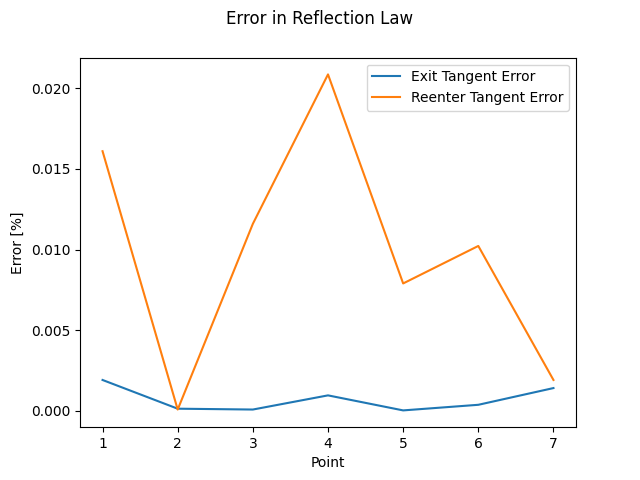 Error in Reflection Law
Exit Tangent Error
Reenter Tangent Error
Error [%]
0.020
0.015
0.010
0.005
0.000
1 2 3 4 5 6 7
Point